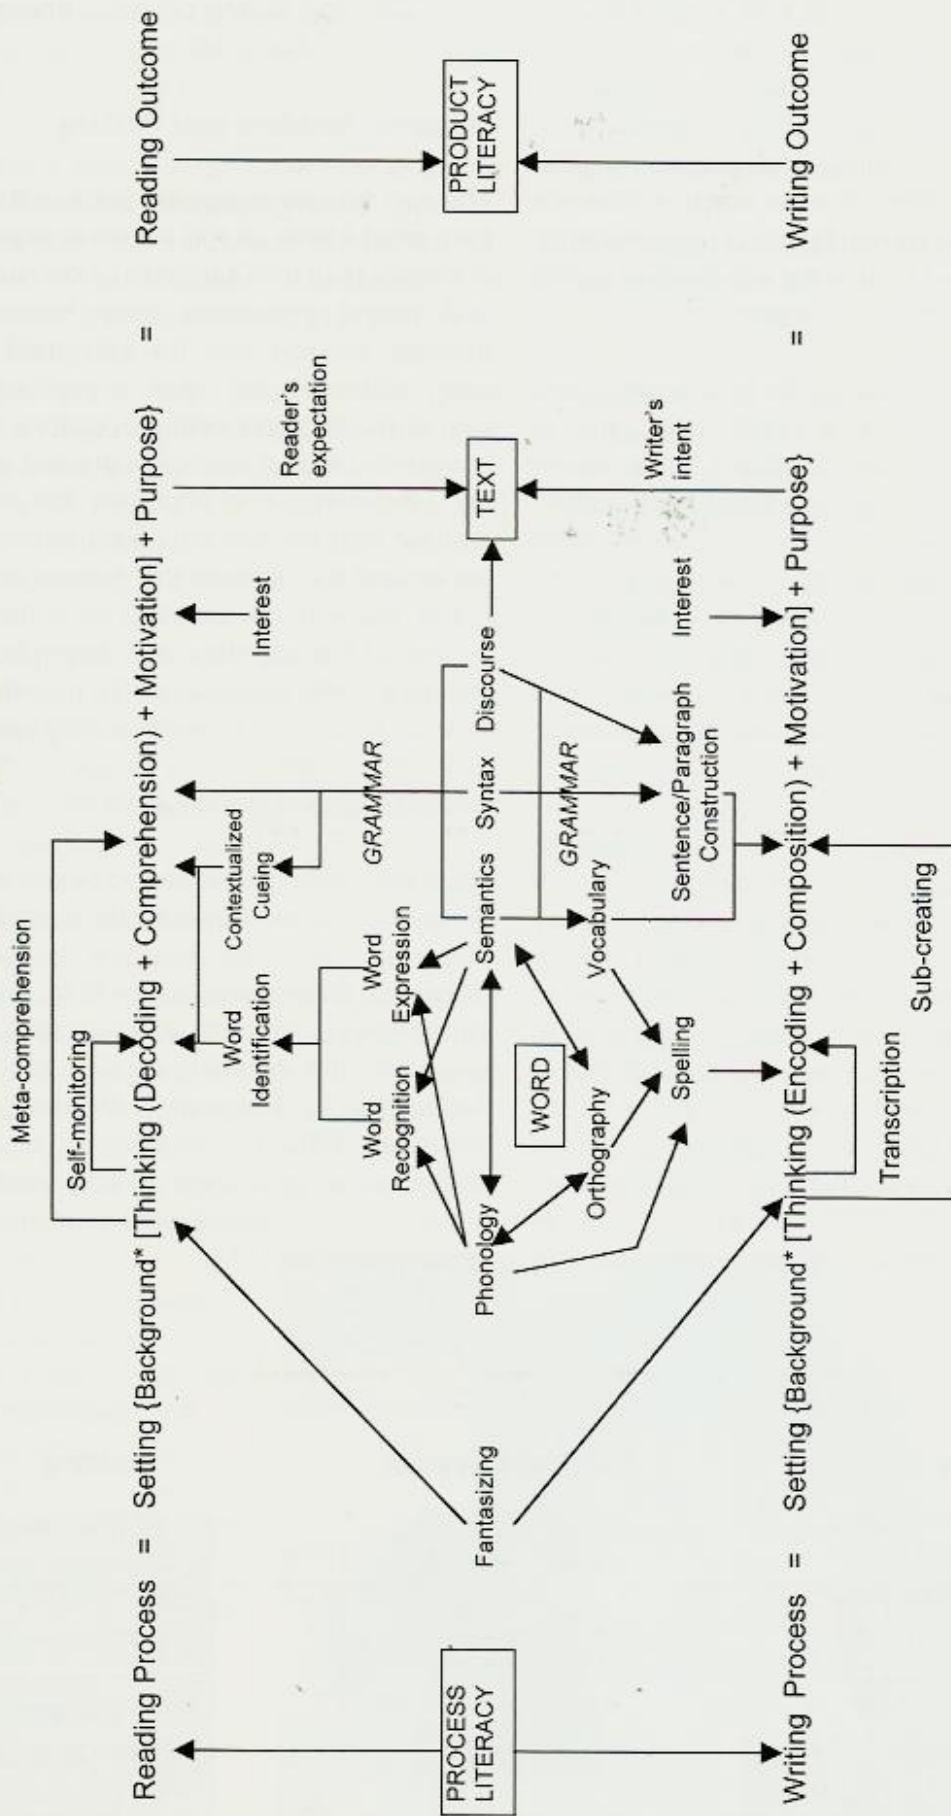 Meta-comprehension
Self-monitoring
Reading Process = Setting {Background* [Thinking (Decoding + Comprehension) + Motivation] + Purpose} = Reading Outcome
Word
Identification
Contextualized
Cueing
Interest
Reader's
expectation
Word
Recognition
Word
Expression
GRAMMAR
PROCESS
LITERACY
Fantasizing
Phonology
Semantics
Syntax
Discourse
TEXT
PRODUCT
LITERACY
WORD
GRAMMAR
Orthography
Vocabulary
Spelling
Sentence/Paragraph
Construction
Interest
Writer's
intent
Writing Process = Setting {Background* [Thinking (Encoding + Composition) + Motivation] + Purpose} = Writing Outcome
Transcription
Sub-creating